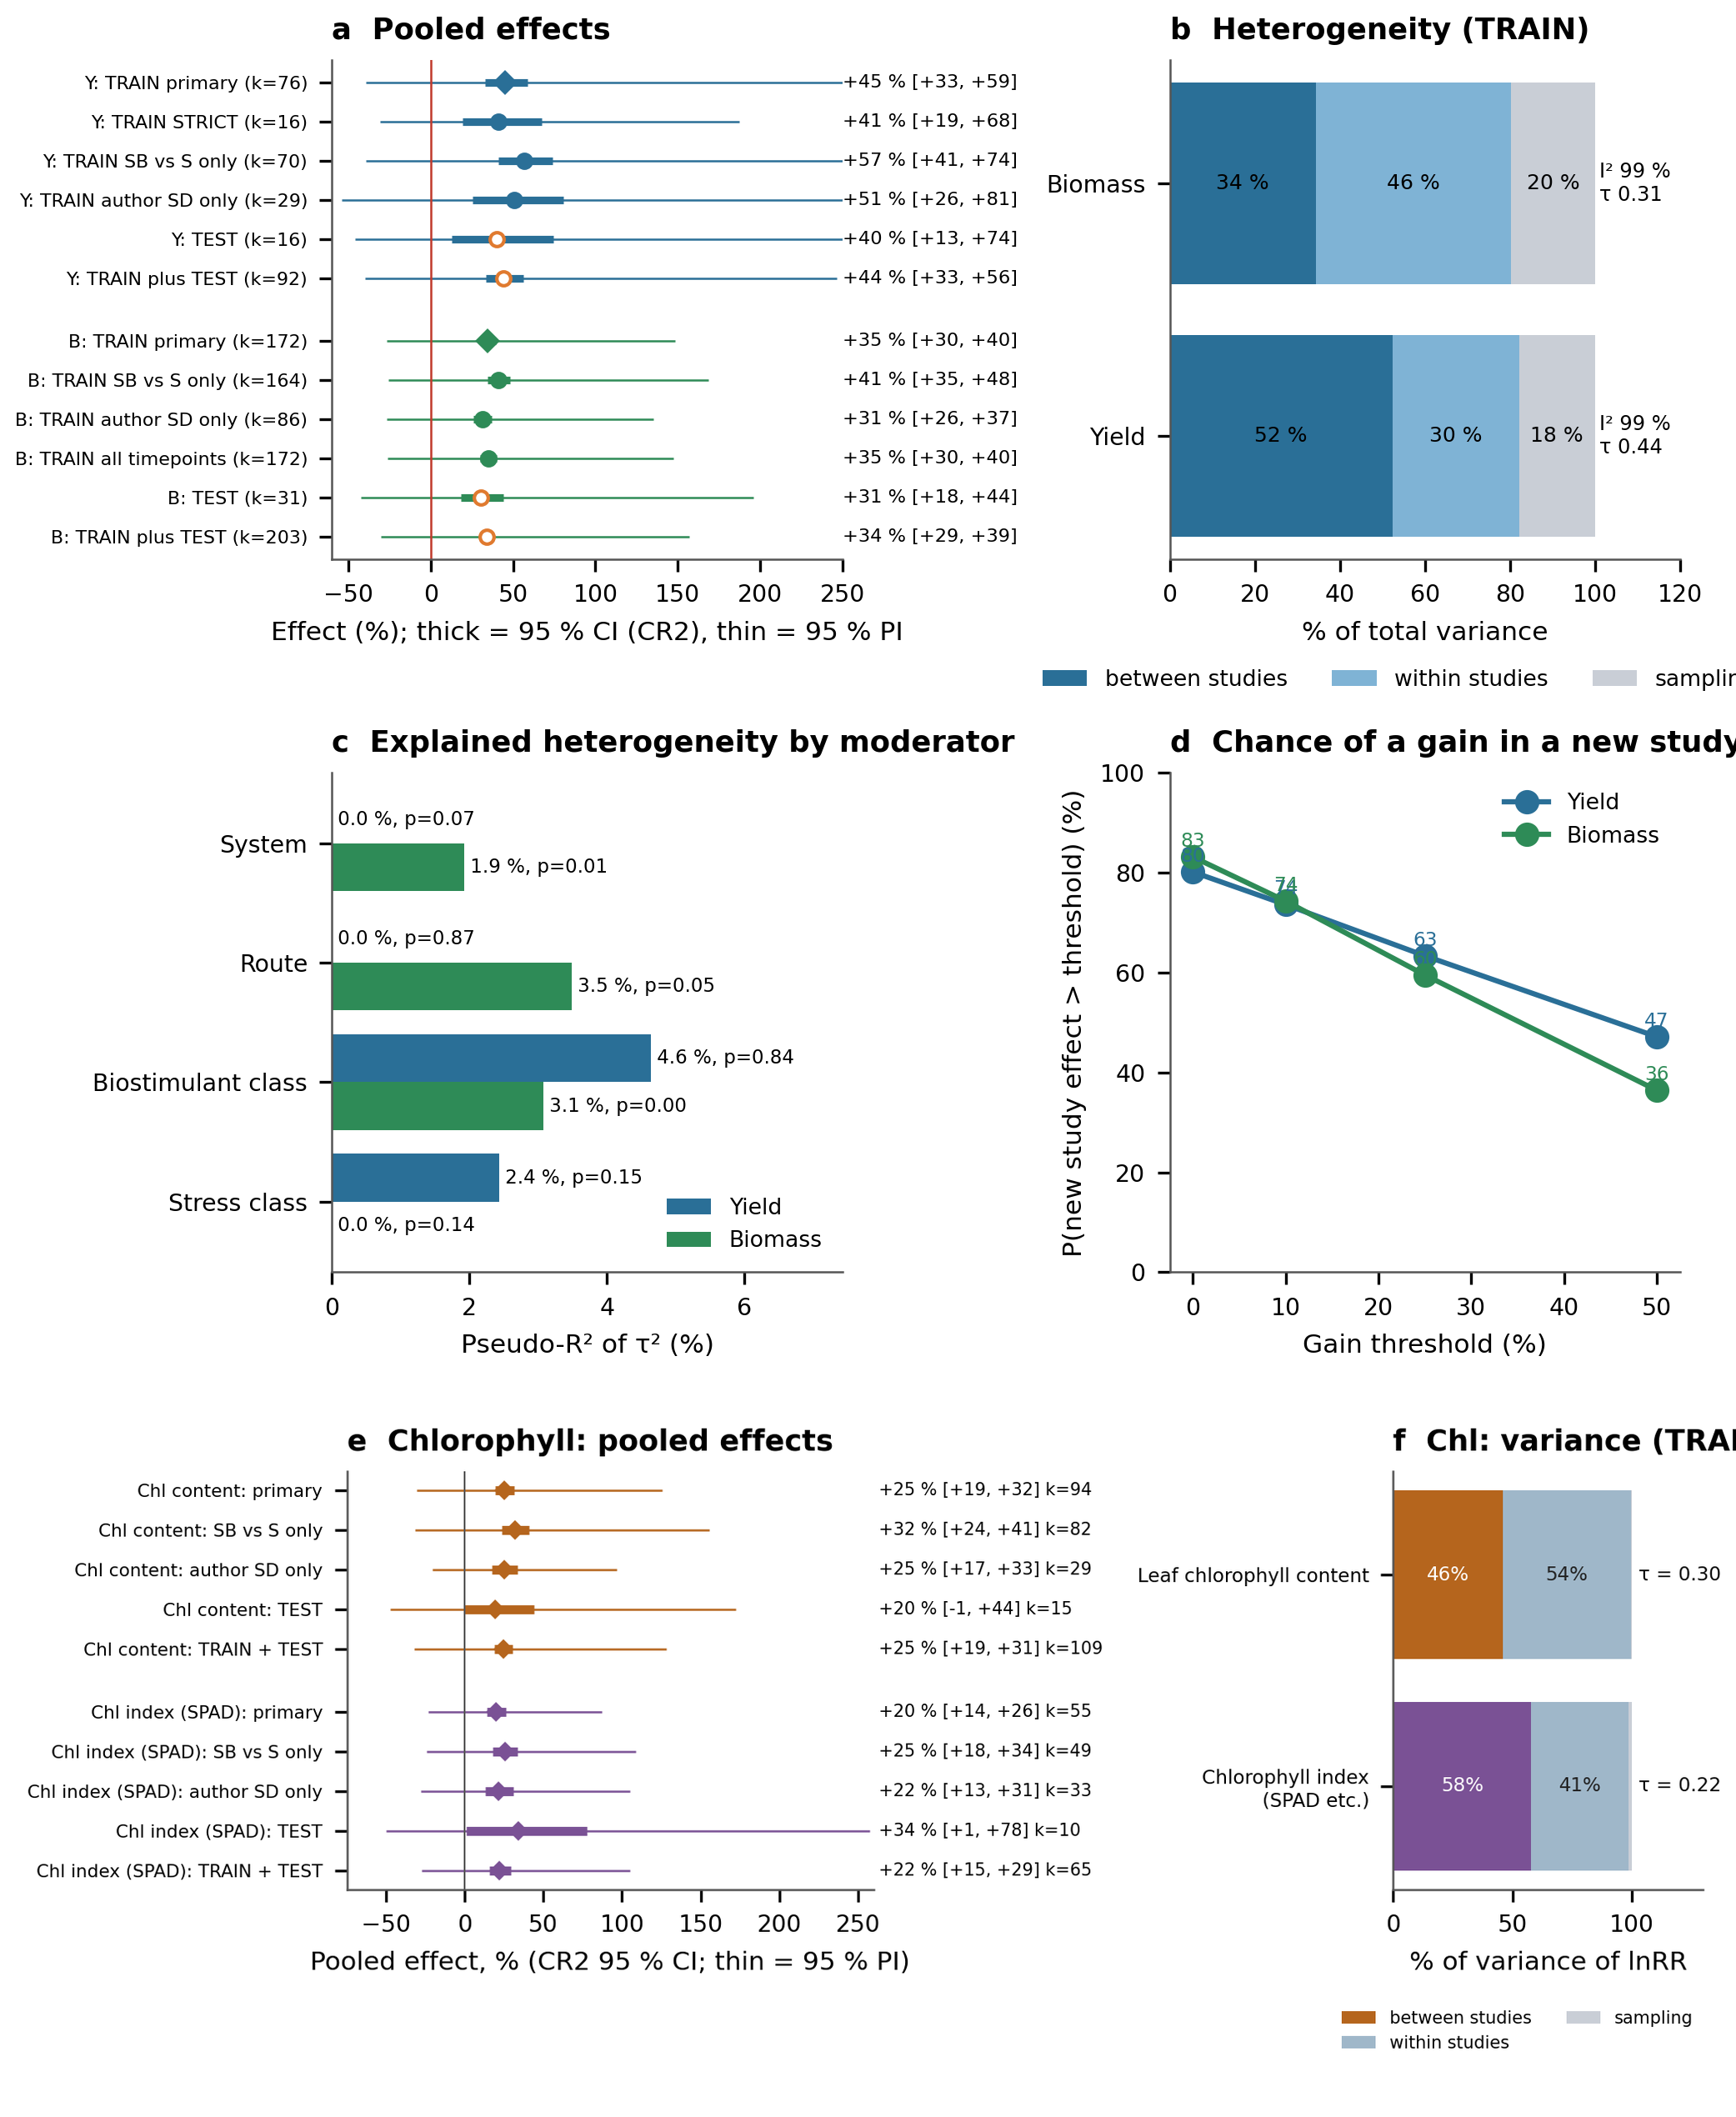 a Pooled effects
Y: TRAIN primary (k=76)
+45 % [+33, +59]
Y: TRAIN STRICT (k=16)
+41 % [+19, +68]
Y: TRAIN SB vs S only (k=70)
+57 % [+41, +74]
Y: TRAIN author SD only (k=29)
+51 % [+26, +81]
Y: TEST (k=16)
+40 % [+13, +74]
Y: TRAIN plus TEST (k=92)
+44 % [+33, +56]
B: TRAIN primary (k=172)
+35 % [+30, +40]
B: TRAIN SB vs S only (k=164)
+41 % [+35, +48]
B: TRAIN author SD only (k=86)
+31 % [+26, +37]
B: TRAIN all timepoints (k=172)
+35 % [+30, +40]
B: TEST (k=31)
+31 % [+18, +44]
B: TRAIN plus TEST (k=203)
+34 % [+29, +39]
−50 0 50 100 150 200 250
Effect (%); thick = 95 % CI (CR2), thin = 95 % PI
b Heterogeneity (TRAIN)
Biomass
34 % 46 % 20 %
I² 99 %
τ 0.31
Yield
52 % 30 % 18 %
I² 99 %
τ 0.44
0 20 40 60 80 100 120
% of total variance
between studies within studies samplin
c Explained heterogeneity by moderator
System
0.0 %, p=0.07
1.9 %, p=0.01
Route
0.0 %, p=0.87
3.5 %, p=0.05
Biostimulant class
4.6 %, p=0.84
3.1 %, p=0.00
Stress class
2.4 %, p=0.15
0.0 %, p=0.14
Yield
Biomass
0 2 4 6
Pseudo-R² of τ² (%)
d Chance of a gain in a new study
P(new study effect > threshold) (%)
100
80
60
40
20
0
Yield
Biomass
83
80
74
74
63
47
36
0 10 20 30 40 50
Gain threshold (%)
e Chlorophyll: pooled effects
Chl content: primary
+25 % [+19, +32] k=94
Chl content: SB vs S only
+32 % [+24, +41] k=82
Chl content: author SD only
+25 % [+17, +33] k=29
Chl content: TEST
+20 % [-1, +44] k=15
Chl content: TRAIN + TEST
+25 % [+19, +31] k=109
Chl index (SPAD): primary
+20 % [+14, +26] k=55
Chl index (SPAD): SB vs S only
+25 % [+18, +34] k=49
Chl index (SPAD): author SD only
+22 % [+13, +31] k=33
Chl index (SPAD): TEST
+34 % [+1, +78] k=10
Chl index (SPAD): TRAIN + TEST
+22 % [+15, +29] k=65
−50 0 50 100 150 200 250
Pooled effect, % (CR2 95 % CI; thin = 95 % PI)
f Chl: variance (TRAI
Leaf chlorophyll content
46% 54%
τ = 0.30
Chlorophyll index
(SPAD etc.)
58% 41%
τ = 0.22
0 50 100
% of variance of lnRR
between studies sampling
within studies